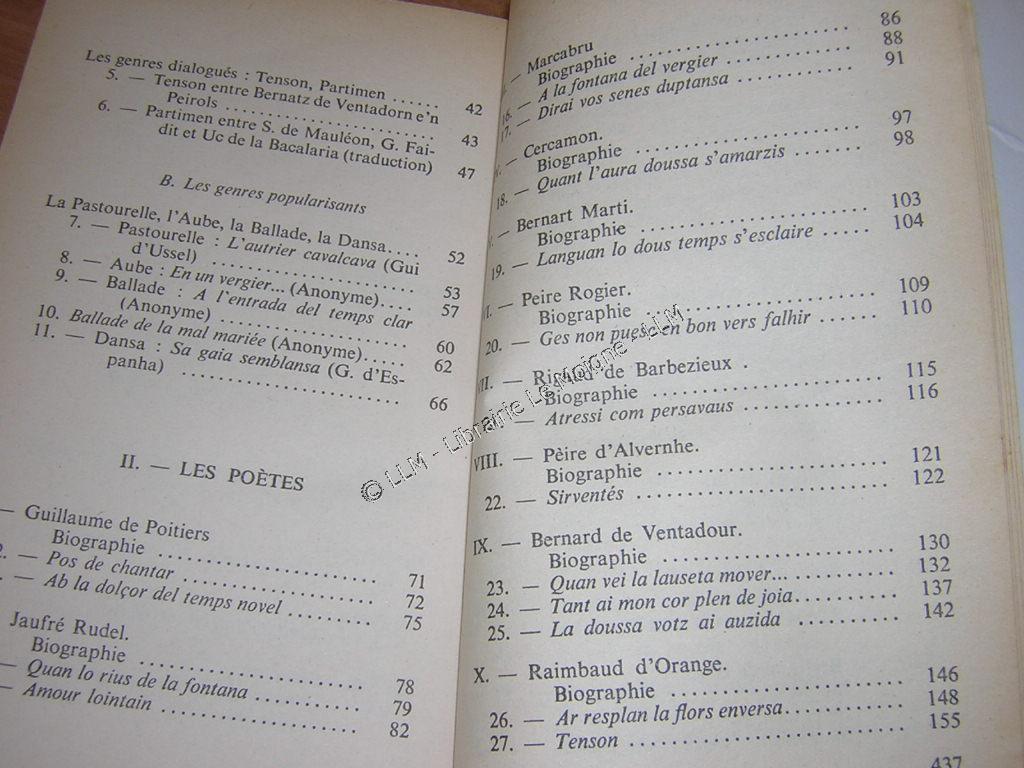 Les genres dialogués : Tenson, Partimen ...... 42
5. — Tenson entre Bernatz de Ventadorn e'n
Peirols .......................... 43
6. — Partimen entre S. de Mauléon, G. Fai-
dit et Uc de la Bacalaria (traduction) 47
B. Les genres popularisants
La Pastourelle, l'Aube, la Ballade, la Dansa.... 52
7. — Pastourelle : L'autrier cavalcava (Gui
d'Ussel) .......................... 53
8. — Aube : En un vergier... (Anonyme).... 57
9. — Ballade : A l'entrada del temps clar
(Anonyme) .......................... 60
10. Ballade de la mal mariée (Anonyme)..... 62
11. — Dansa : Sa gaia semblansa (G. d'Es-
panha) .......................... 66
II. — LES POÈTES
— Guillaume de Poitiers
Biographie .......................... 71
— Pos de chantar .......................... 72
— Ab la dolçor del temps novel ......... 75
Jaufré Rudel.
Biographie .......................... 78
— Quan lo rius de la fontana ............ 79
— Amour lointain .......................... 82
— Marcabru
Biographie .......................... 86
16. — A la fontana del vergier ............ 88
17. — Dirai vos senes duptansa ............ 91
— Cercamon.
Biographie .......................... 97
18. — Quant l'aura doussa s'amarzis ....... 98
— Bernart Marti.
Biographie .......................... 103
19. — Languan lo dous temps s'esclaire ..... 104
— Peire Rogier.
Biographie .......................... 109
20. — Ges non puesc en bon vers falhir ...... 110
VII. — Rigaud de Barbezieux .
Biographie .......................... 115
— Atressi com persavaus ............... 116
VIII. — Pèire d'Alvernhe.
Biographie .......................... 121
22. — Sirventés .......................... 122
IX. — Bernard de Ventadour.
Biographie .......................... 130
23. — Quan vei la lauseta mover............. 132
24. — Tant ai mon cor plen de joia........... 137
25. — La doussa votz ai auzida .......... 142
X. — Raimbaud d'Orange.
Biographie .......................... 146
26. — Ar resplan la flors enversa............ 148
27. — Tenson .......................... 155
437
© LLM - Librairie Le Moigne, LLM